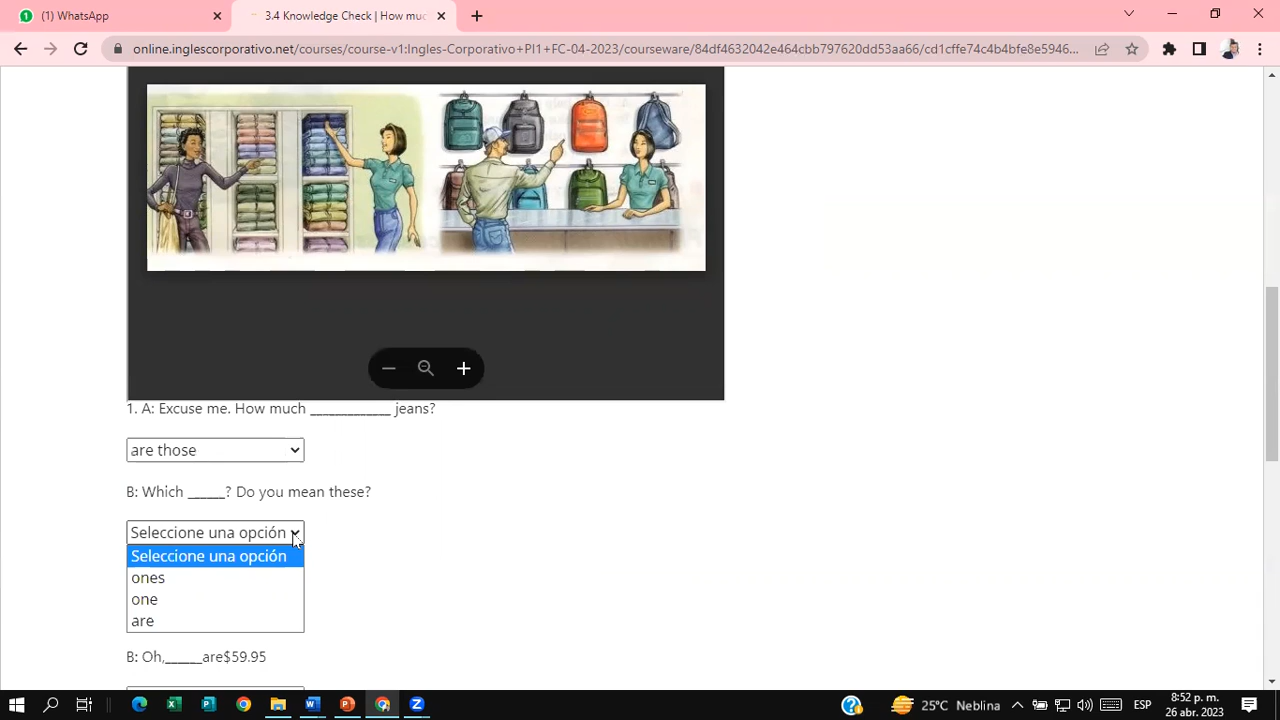 (1) WhatsApp
3.4 Knowledge Check | How muc
online.inglescorporativo.net/courses/course-v1:Ingles-Corporativo+PI1+FC-04-2023/courseware/84df4632042e464cbb797620dd53aa66/cd1cffe74c4b4bfe8e5946...
1. A: Excuse me. How much _____________ jeans?
are those
B: Which ______? Do you mean these?
Seleccione una opción
Seleccione una opción
ones
one
are
B: Oh,______are$59.95
25°C Neblina
ESP
8:52 p. m.
26 abr. 2023